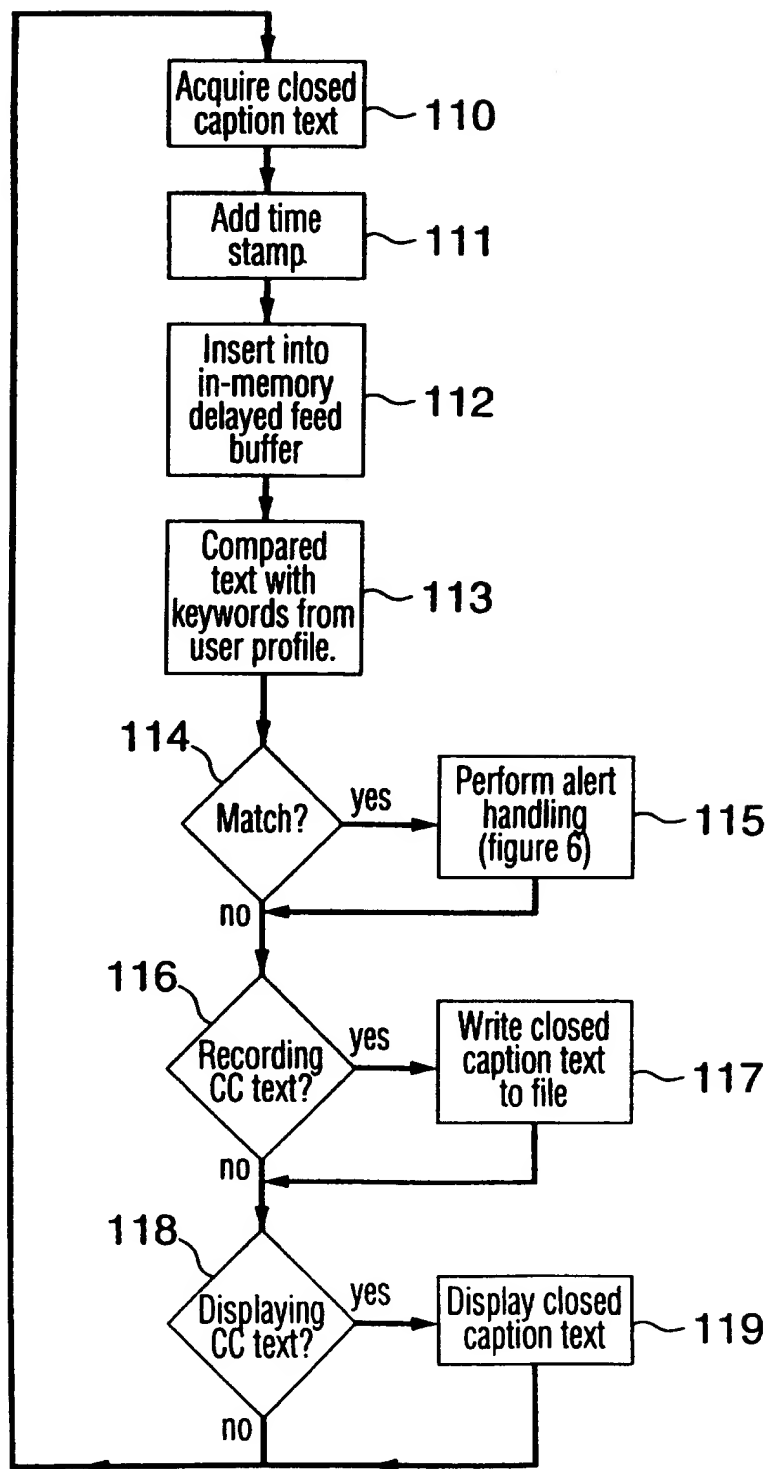 Acquire closed
caption text
110
Add time
stamp.
111
Insert into
in-memory
delayed feed
buffer
112
Compared
text with
keywords from
user profile.
113
114
Match?
yes
Perform alert
handling
(figure 6)
115
no
116
Recording
CC text?
yes
Write closed
caption text
to file
117
no
118
Displaying
CC text?
yes
Display closed
caption text
119
no